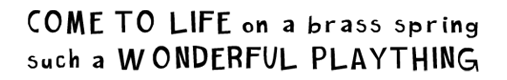 COME TO LIFE on a brass spring
such a WONDERFUL PLAYTHING